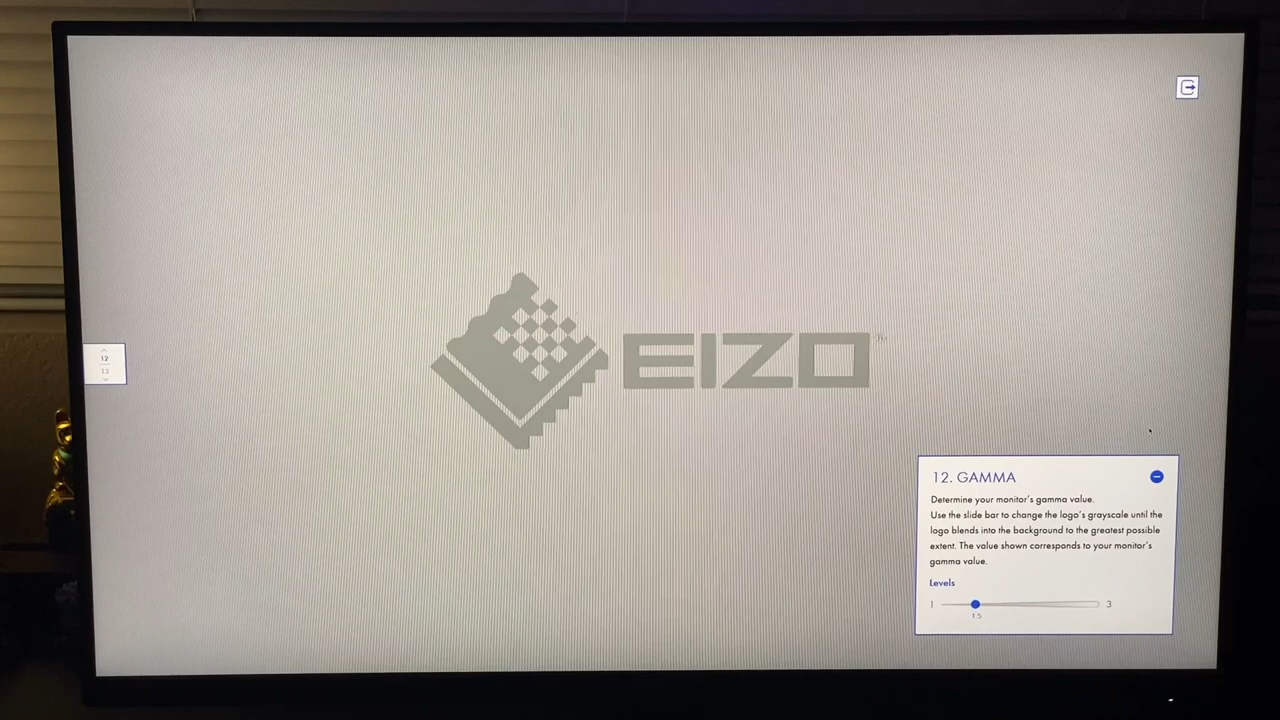 12
13
EIZO®
12. GAMMA
Determine your monitor's gamma value.
Use the slide bar to change the logo's grayscale until the
logo blends into the background to the greatest possible
extent. The value shown corresponds to your monitor's
gamma value.
Levels
1 3
1.5